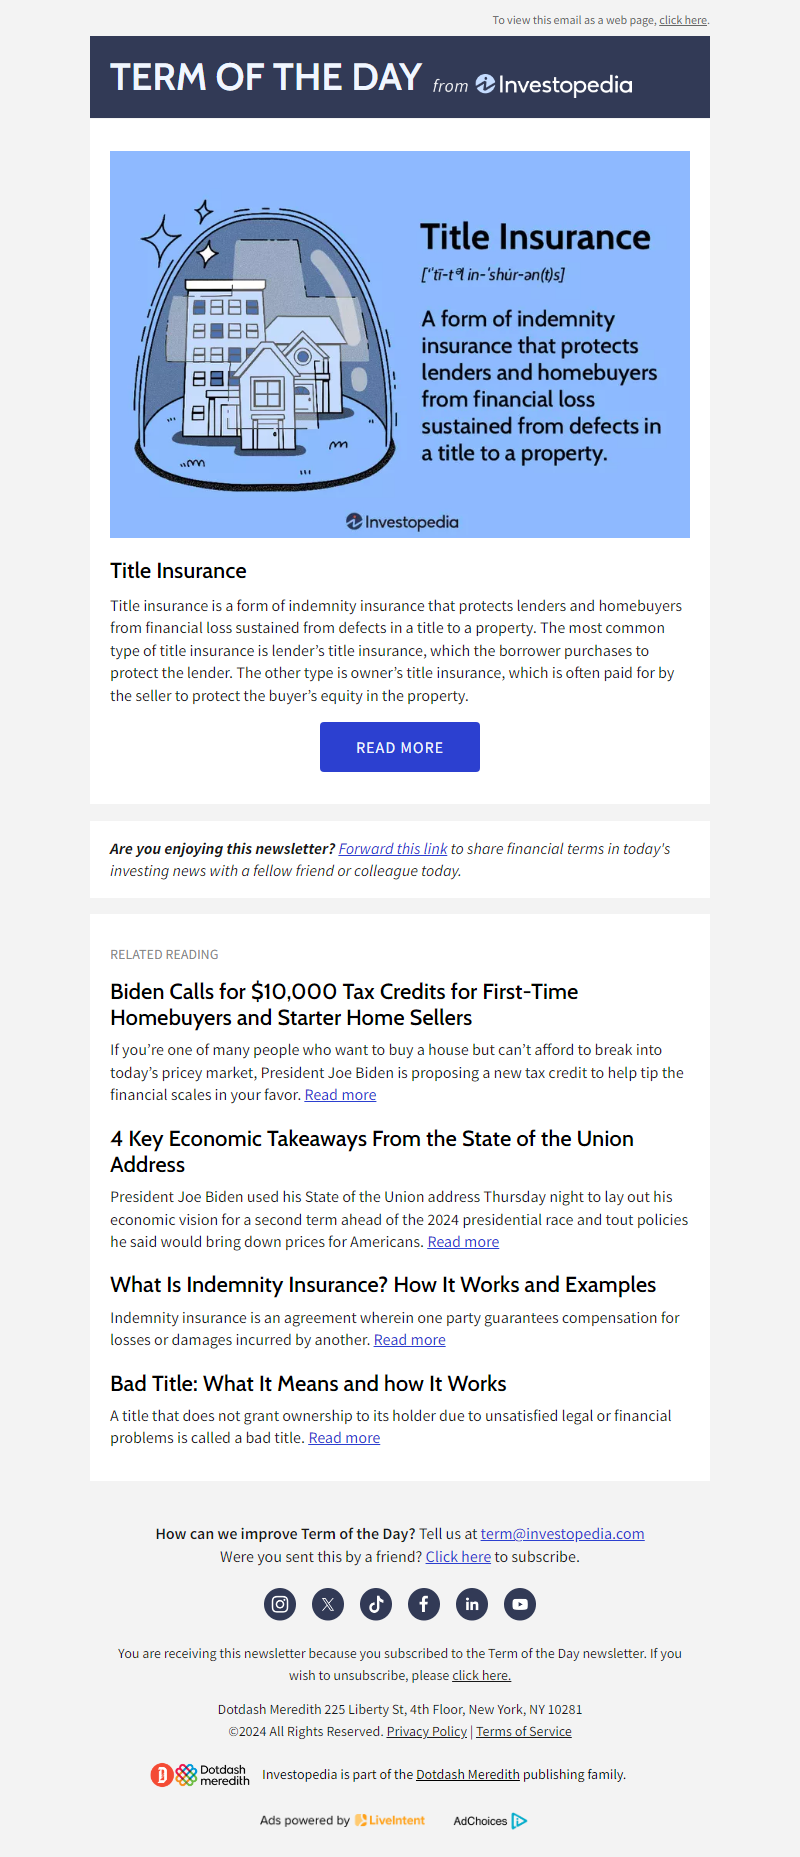 To view this email as a web page, click here.
TERM OF THE DAY from Investopedia
Title Insurance
[ˈtī-tᵊl in-ˈshu̇r-ən(t)s]
A form of indemnity
insurance that protects
lenders and homebuyers
from financial loss
sustained from defects in
a title to a property.
Investopedia
Title Insurance
Title insurance is a form of indemnity insurance that protects lenders and homebuyers
from financial loss sustained from defects in a title to a property. The most common
type of title insurance is lender’s title insurance, which the borrower purchases to
protect the lender. The other type is owner’s title insurance, which is often paid for by
the seller to protect the buyer’s equity in the property.
READ MORE
Are you enjoying this newsletter? Forward this link to share financial terms in today's
investing news with a fellow friend or colleague today.
RELATED READING
Biden Calls for $10,000 Tax Credits for First-Time
Homebuyers and Starter Home Sellers
If you’re one of many people who want to buy a house but can’t afford to break into
today’s pricey market, President Joe Biden is proposing a new tax credit to help tip the
financial scales in your favor. Read more
4 Key Economic Takeaways From the State of the Union
Address
President Joe Biden used his State of the Union address Thursday night to lay out his
economic vision for a second term ahead of the 2024 presidential race and tout policies
he said would bring down prices for Americans. Read more
What Is Indemnity Insurance? How It Works and Examples
Indemnity insurance is an agreement wherein one party guarantees compensation for
losses or damages incurred by another. Read more
Bad Title: What It Means and how It Works
A title that does not grant ownership to its holder due to unsatisfied legal or financial
problems is called a bad title. Read more
How can we improve Term of the Day? Tell us at term@investopedia.com
Were you sent this by a friend? Click here to subscribe.
You are receiving this newsletter because you subscribed to the Term of the Day newsletter. If you
wish to unsubscribe, please click here.
Dotdash Meredith 225 Liberty St, 4th Floor, New York, NY 10281
©2024 All Rights Reserved. Privacy Policy | Terms of Service
Dotdash
meredith
Investopedia is part of the Dotdash Meredith publishing family.
Ads powered by LiveIntent AdChoices